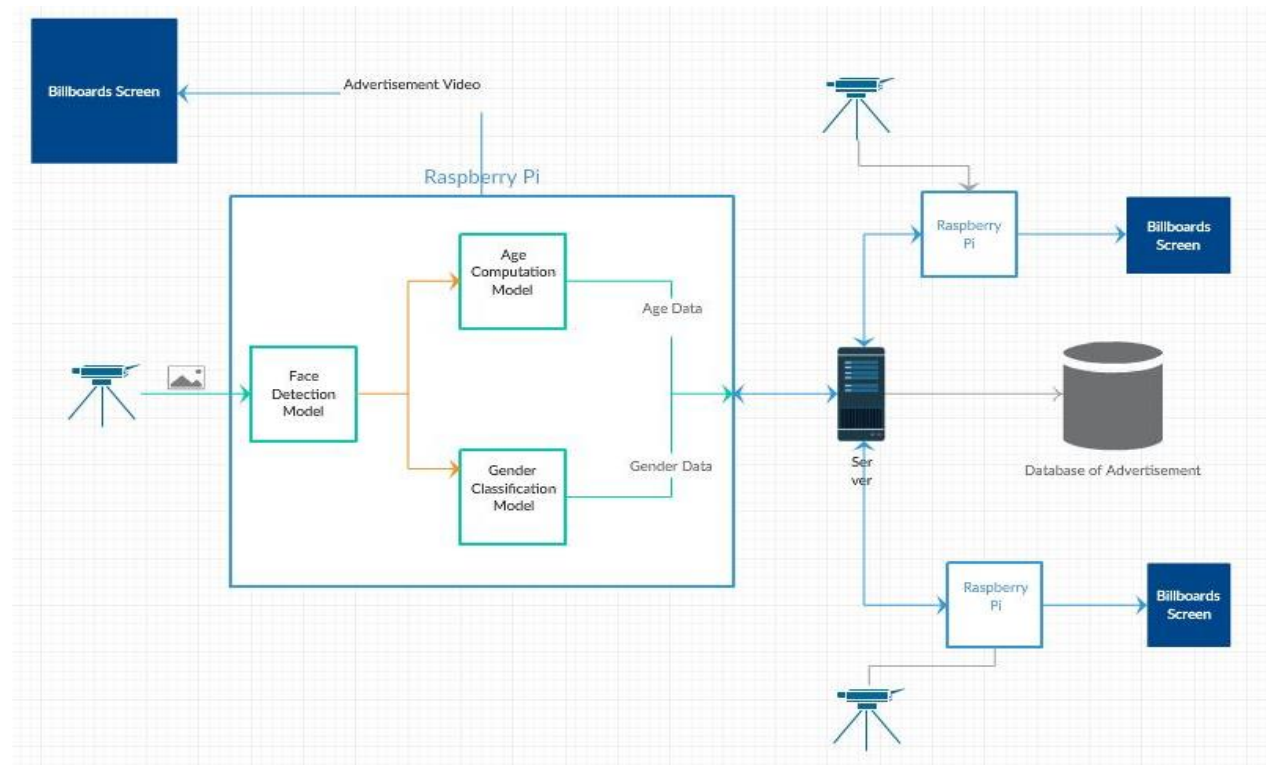 Billboards Screen
Advertisement Video
Raspberry Pi
Age
Computation
Model
Age Data
Face
Detection
Model
Gender
Classification
Model
Gender Data
Raspberry
Pi
Billboards
Screen
Ser
ver
Database of Advertisement
Raspberry
Pi
Billboards
Screen